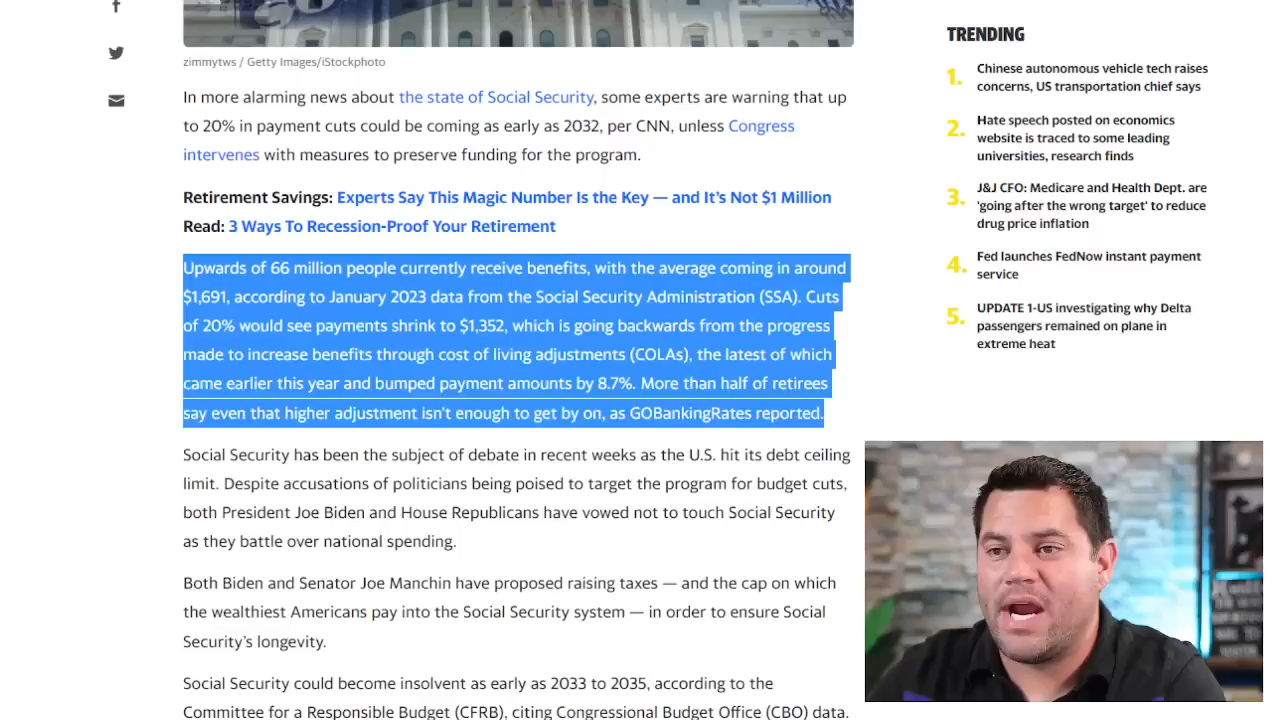 zimmytws / Getty Images/iStockphoto
In more alarming news about the state of Social Security, some experts are warning that up
to 20% in payment cuts could be coming as early as 2032, per CNN, unless Congress
intervenes with measures to preserve funding for the program.
Retirement Savings: Experts Say This Magic Number Is the Key — and It's Not $1 Million
Read: 3 Ways To Recession-Proof Your Retirement
Upwards of 66 million people currently receive benefits, with the average coming in around
$1,691, according to January 2023 data from the Social Security Administration (SSA). Cuts
of 20% would see payments shrink to $1,352, which is going backwards from the progress
made to increase benefits through cost of living adjustments (COLAs), the latest of which
came earlier this year and bumped payment amounts by 8.7%. More than half of retirees
say even that higher adjustment isn't enough to get by on, as GOBankingRates reported.
Social Security has been the subject of debate in recent weeks as the U.S. hit its debt ceiling
limit. Despite accusations of politicians being poised to target the program for budget cuts,
both President Joe Biden and House Republicans have vowed not to touch Social Security
as they battle over national spending.
Both Biden and Senator Joe Manchin have proposed raising taxes — and the cap on which
the wealthiest Americans pay into the Social Security system — in order to ensure Social
Security's longevity.
Social Security could become insolvent as early as 2033 to 2035, according to the
Committee for a Responsible Budget (CFRB), citing Congressional Budget Office (CBO) data.
TRENDING
1. Chinese autonomous vehicle tech raises
concerns, US transportation chief says
2. Hate speech posted on economics
website is traced to some leading
universities, research finds
3. J&J CFO: Medicare and Health Dept. are
'going after the wrong target' to reduce
drug price inflation
4. Fed launches FedNow instant payment
service
5. UPDATE 1-US investigating why Delta
passengers remained on plane in
extreme heat